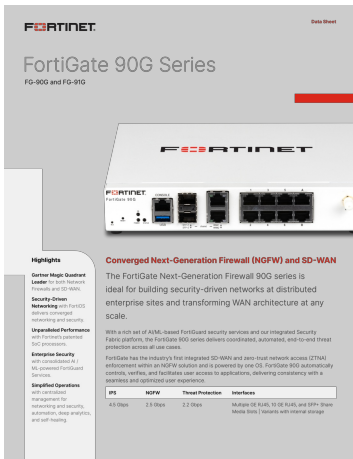 FORTINET
Data Sheet
FortiGate 90G Series
FG-90G and FG-91G
FORTINET
FORTINET
FortiGate 90G
CONSOLE
Highlights
Gartner Magic Quadrant
Leader for both Network
Firewalls and SD-WAN.
Security-Driven
Networking with FortiOS
delivers converged
networking and security.
Unparalleled Performance
with Fortinet's patented
SoC processors.
Enterprise Security
with consolidated AI /
ML-powered FortiGuard
Services.
Simplified Operations
with centralized
management for
networking and security,
automation, deep analytics,
and self-healing.
Converged Next-Generation Firewall (NGFW) and SD-WAN
The FortiGate Next-Generation Firewall 90G series is
ideal for building security-driven networks at distributed
enterprise sites and transforming WAN architecture at any
scale.
With a rich set of AI/ML-based FortiGuard security services and our integrated Security
Fabric platform, the FortiGate 90G series delivers coordinated, automated, end-to-end threat
protection across all use cases.
FortiGate has the industry's first integrated SD-WAN and zero-trust network access (ZTNA)
enforcement within an NGFW solution and is powered by one OS. FortiGate 90G automatically
controls, verifies, and facilitates user access to applications, delivering consistency with a
seamless and optimized user experience.
IPS NGFW Threat Protection Interfaces
4.5 Gbps 2.5 Gbps 2.2 Gbps Multiple GE RJ45, 10 GE RJ45, and SFP+ Share
Media Slots | Variants with internal storage